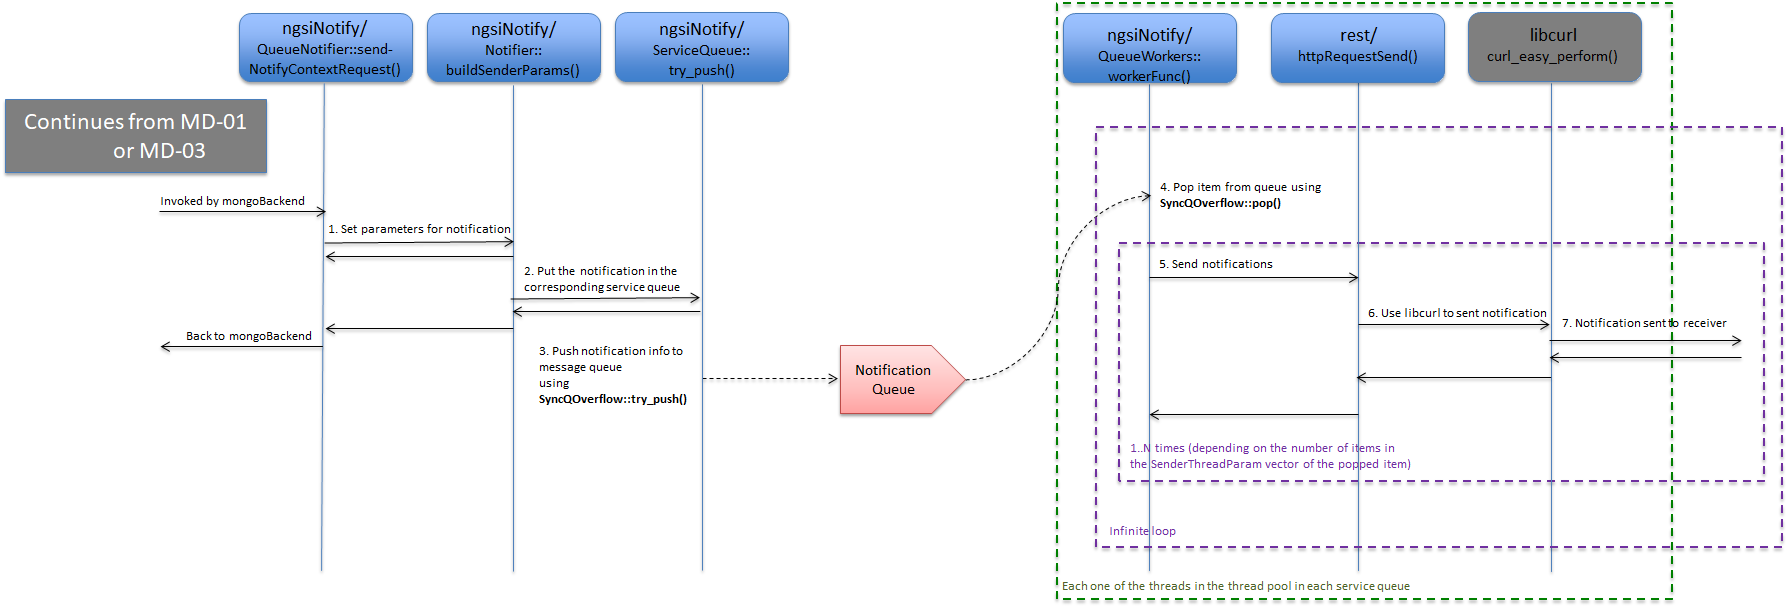 ngsiNotify/
QueueNotifier::send-
NotifyContextRequest()
ngsiNotify/
Notifier::
buildSenderParams()
ngsiNotify/
ServiceQueue::
try_push()
ngsiNotify/
QueueWorkers::
workerFunc()
rest/
httpRequestSend()
libcurl
curl_easy_perform()
Continues from MD-01
or MD-03
Invoked by mongoBackend
1. Set parameters for notification
2. Put the notification in the
corresponding service queue
Back to mongoBackend
3. Push notification info to
message queue
using
SyncQOverflow::try_push()
Notification
Queue
4. Pop item from queue using
SyncQOverflow::pop()
5. Send notifications
6. Use libcurl to sent notification
7. Notification sent to receiver
1..N times (depending on the number of items in
the SenderThreadParam vector of the popped item)
Infinite loop
Each one of the threads in the thread pool in each service queue